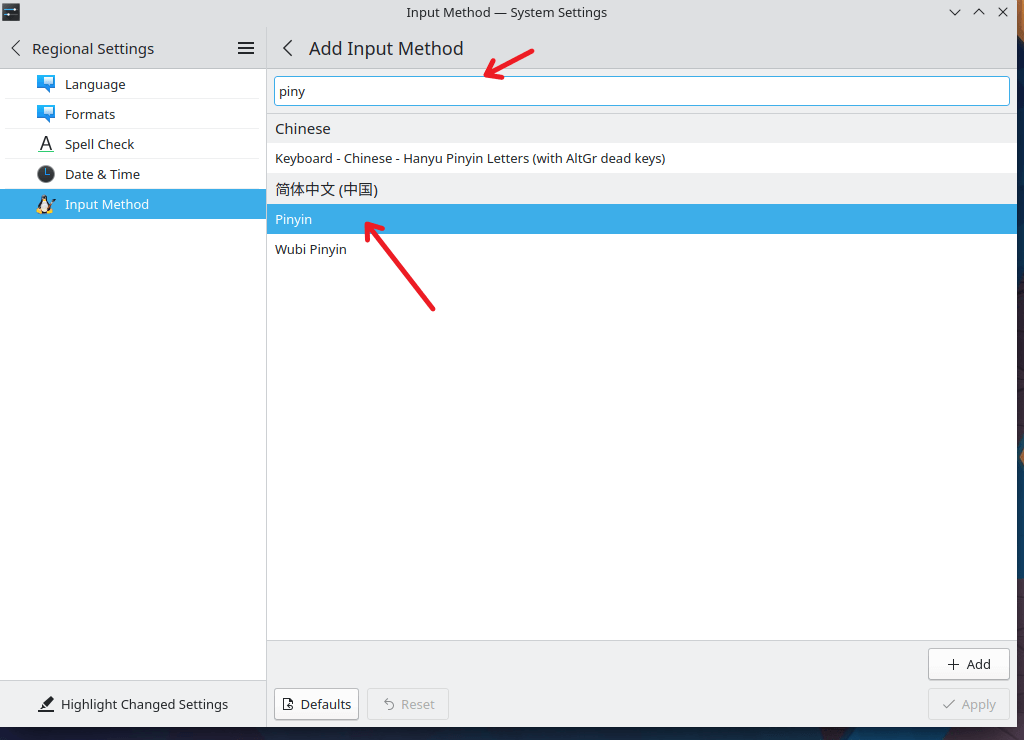 Input Method — System Settings
Regional Settings
Add Input Method
Language
Formats
A Spell Check
Date & Time
Input Method
piny
Chinese
Keyboard - Chinese - Hanyu Pinyin Letters (with AltGr dead keys)
简体中文 (中国)
Pinyin
Wubi Pinyin
Add
Highlight Changed Settings
Defaults
Reset
Apply